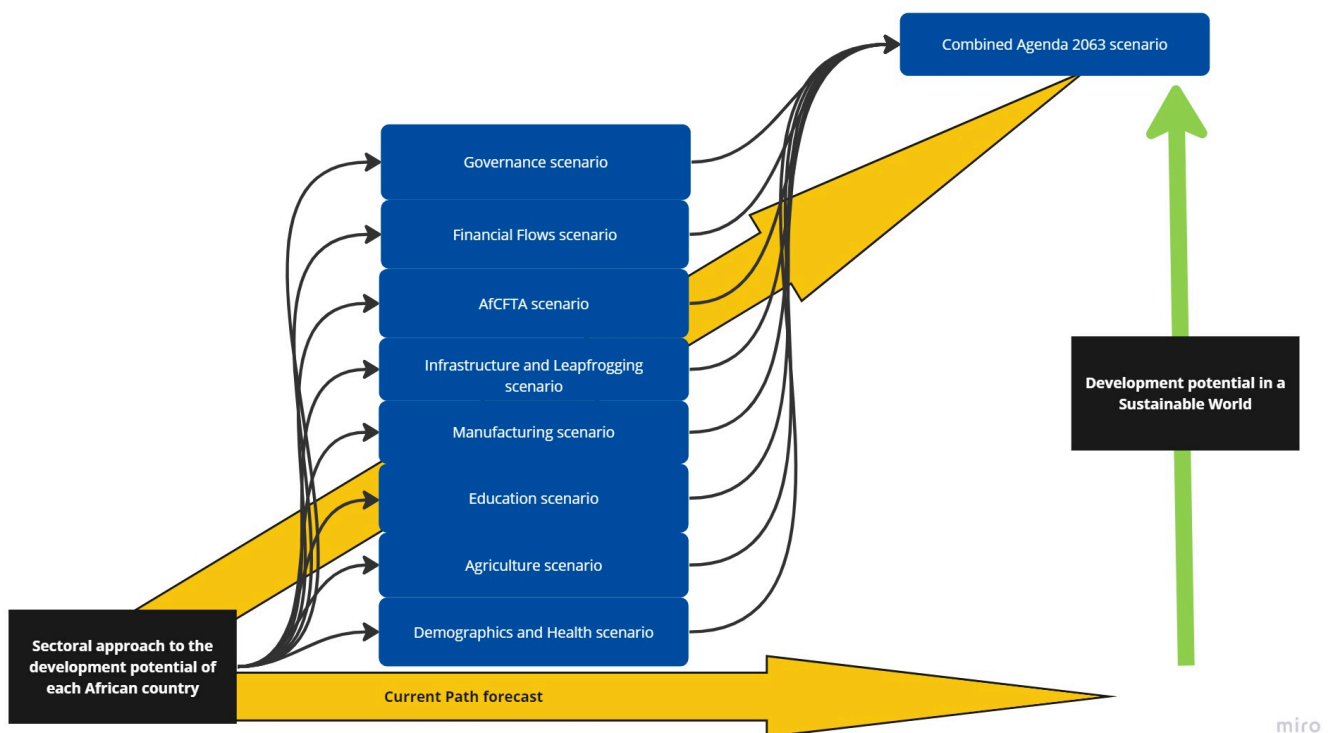 Combined Agenda 2063 scenario
Governance scenario
Financial Flows scenario
AfCFTA scenario
Infrastructure and Leapfrogging
scenario
Manufacturing scenario
Education scenario
Agriculture scenario
Demographics and Health scenario
Development potential in a
Sustainable World
Sectoral approach to the
development potential of
each African country
Current Path forecast
miro